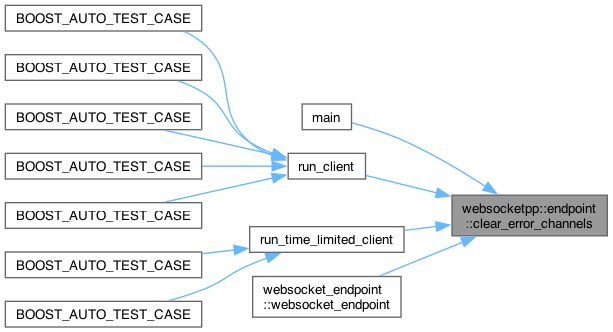 BOOST_AUTO_TEST_CASE
BOOST_AUTO_TEST_CASE
BOOST_AUTO_TEST_CASE
BOOST_AUTO_TEST_CASE
BOOST_AUTO_TEST_CASE
BOOST_AUTO_TEST_CASE
BOOST_AUTO_TEST_CASE
main
run_client
run_time_limited_client
websocket_endpoint
::websocket_endpoint
websocketpp::endpoint
::clear_error_channels